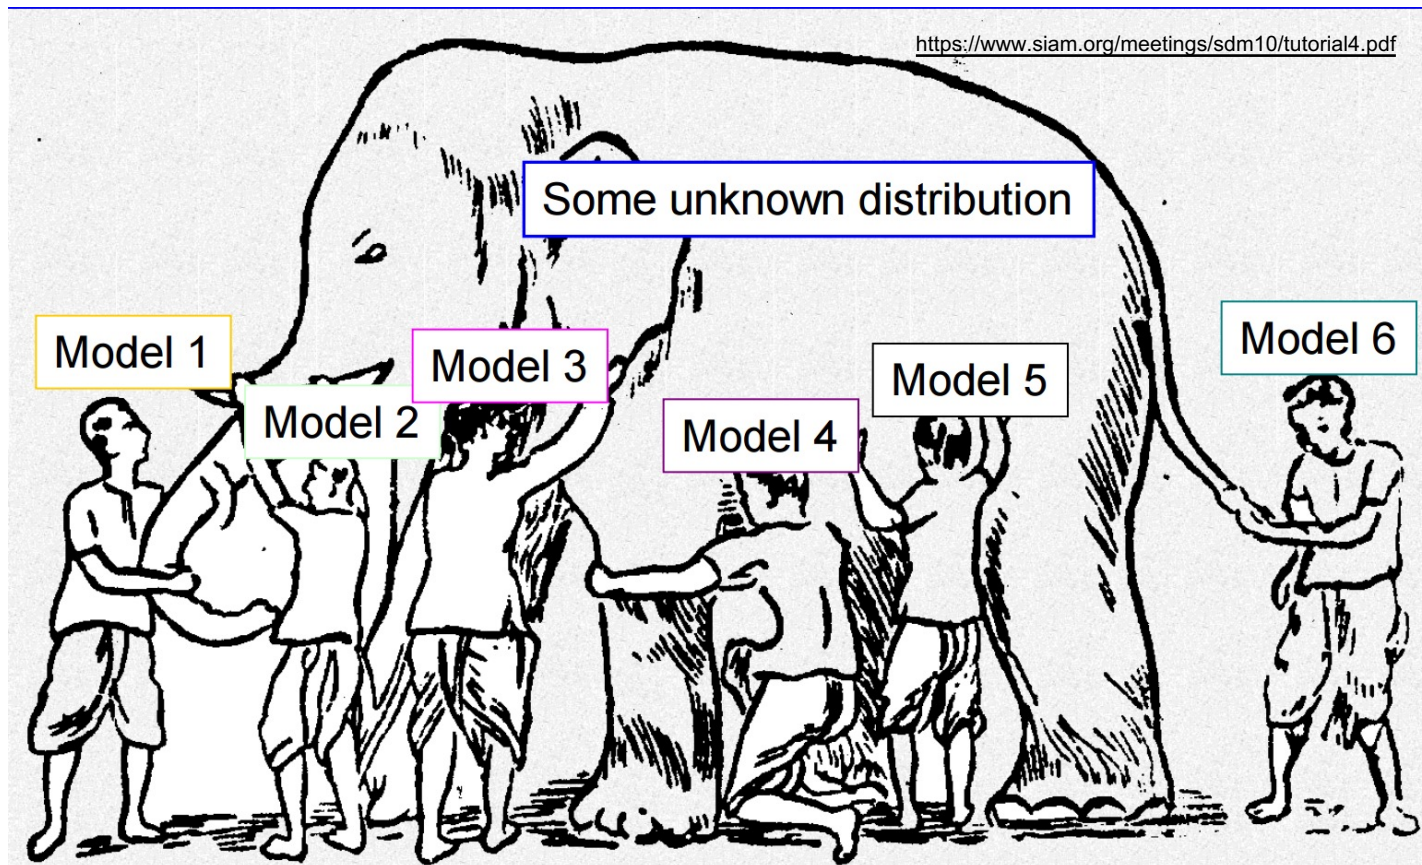 https://www.siam.org/meetings/sdm10/tutorial4.pdf
Some unknown distribution
Model 1
Model 2
Model 3
Model 4
Model 5
Model 6